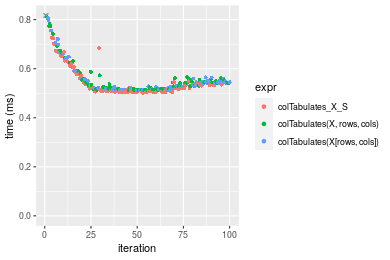 0.8
0.6
0.4
0.2
0.0
time (ms)
0
25
50
75
100
iteration
expr
colTabulates_X_S
colTabulates(X, rows, cols)
colTabulates(X[rows, cols])